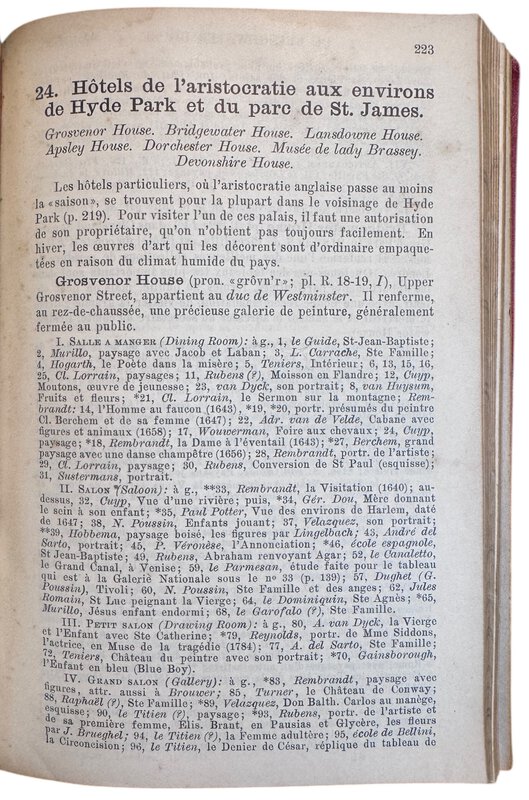 223
24. Hôtels de l'aristocratie aux environs
de Hyde Park et du parc de St. James.
Grosvenor House. Bridgewater House. Lansdowne House.
Apsley House. Dorchester House. Musée de lady Brassey.
Devonshire House.
Les hôtels particuliers, où l'aristocratie anglaise passe au moins
la «saison», se trouvent pour la plupart dans le voisinage de Hyde
Park (p. 219). Pour visiter l'un de ces palais, il faut une autorisation
de son propriétaire, qu'on n'obtient pas toujours facilement. En
hiver, les œuvres d'art qui les décorent sont d'ordinaire empaque-
tées en raison du climat humide du pays.
Grosvenor House (pron. «grôvn'r»; pl. R. 18-19, I), Upper
Grosvenor Street, appartient au duc de Westminster. Il renferme,
au rez-de-chaussée, une précieuse galerie de peinture, généralement
fermée au public.
I. Salle a manger (Dining Room): à g., 1, le Guide, St-Jean-Baptiste;
2, Murillo, paysage avec Jacob et Laban; 3, L. Carrache, Ste Famille;
4, Hogarth, le Poète dans la misère; 5, Teniers, Intérieur; 6, 13, 15, 16,
25, Cl. Lorrain, paysages; 11, Rubens (?), Moisson en Flandre; 12, Cuyp,
Moutons, œuvre de jeunesse; 23, van Dyck, son portrait; 8, van Huysum,
Fruits et fleurs; *21, Cl. Lorrain, le Sermon sur la montagne; Rem-
brandt: 14, l'Homme au faucon (1643), *19, *20, portr. présumés du peintre
Cl. Berchem et de sa femme (1647); 22, Adr. van de Velde, Cabane avec
figures et animaux (1658); 17, Wouwerman, Foire aux chevaux; 24, Cuyp,
paysage; *18, Rembrandt, la Dame à l'éventail (1643); *27, Berchem, grand
paysage avec une danse champêtre (1656); 28, Rembrandt, portr. de l'artiste;
29, Cl. Lorrain, paysage; 30, Rubens, Conversion de St Paul (esquisse);
31, Sustermans, portrait.
II. Salon (Saloon): à g., **33, Rembrandt, la Visitation (1640); au-
dessus, 32, Cuyp, Vue d'une rivière; puis, *34, Gér. Dou, Mère donnant
le sein à son enfant; *35, Paul Potter, Vue des environs de Harlem, daté
de 1647; 38, N. Poussin, Enfants jouant; 37, Velazquez, son portrait;
**39, Hobbema, paysage boisé, les figures par Lingelbach; 43, André del
Sarto, portrait; 45, P. Véronèse, l'Annonciation; *46, école espagnole,
St Jean Baptiste; 49, Rubens, Abraham renvoyant Agar; 52, le Canaletto,
le Grand Canal, à Venise; 59, le Parmesan, étude faite pour le tableau
qui est à la Galerie Nationale sous le nº 33 (p. 139); 57, Dughet (G.
Poussin), Tivoli; 60, N. Poussin, Ste Famille et des anges; 62, Jules
Romain, St Luc peignant la Vierge; 64, le Dominiquin, Ste Agnès; *65,
Murillo, Jésus enfant endormi; 68, le Garofalo (?), Ste Famille.
III. Petit salon (Drawing Room): à g., 80, A. van Dyck, la Vierge
et l'Enfant avec Ste Catherine; *79, Reynolds, portr. de Mme Siddons,
l'actrice, en Muse de la tragédie (1784); 77, A. del Sarto, Ste Famille;
72, Teniers, Château du peintre avec son portrait; *70, Gainsborough,
l'Enfant en bleu (Blue Boy).
IV. Grand salon (Gallery): à g., *83, Rembrandt, paysage avec
figures, attr. aussi à Brouwer; 85, Turner, le Château de Conway;
88, Raphaël (?), Ste Famille; *89, Velazquez, Don Balth. Carlos au manège,
esquisse; 90, le Titien (?), paysage; *93, Rubens, portr. de l'artiste et
de sa première femme, Elis. Brant, en Pausias et Glycère, les fleurs
par J. Brueghel; 94, le Titien (?), la Femme adultère; 95, école de Bellini,
la Circoncision; 96, le Titien, le Denier de César, réplique du tableau de